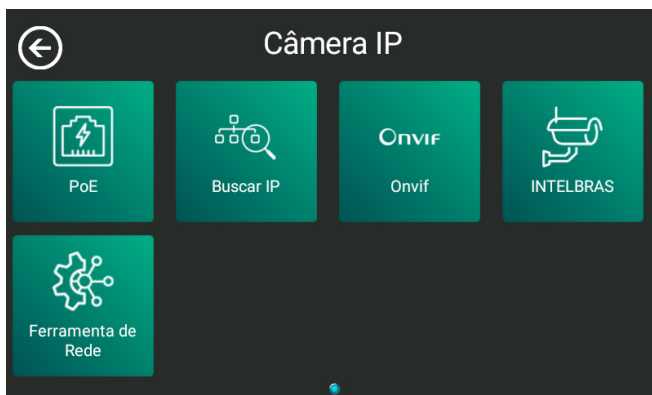 Câmera IP
PoE
Buscar IP
ONVIF
Onvif
INTELBRAS
Ferramenta de
Rede